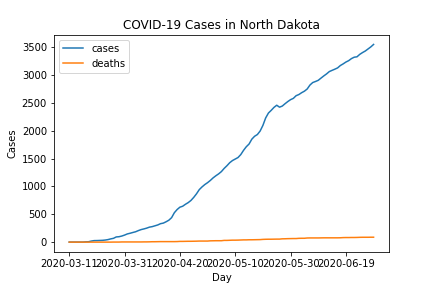 COVID-19 Cases in North Dakota
cases
deaths
3500
3000
2500
2000
1500
1000
500
0
Cases
2020-03-11 2020-03-31 2020-04-20 2020-05-10 2020-05-30 2020-06-19
Day